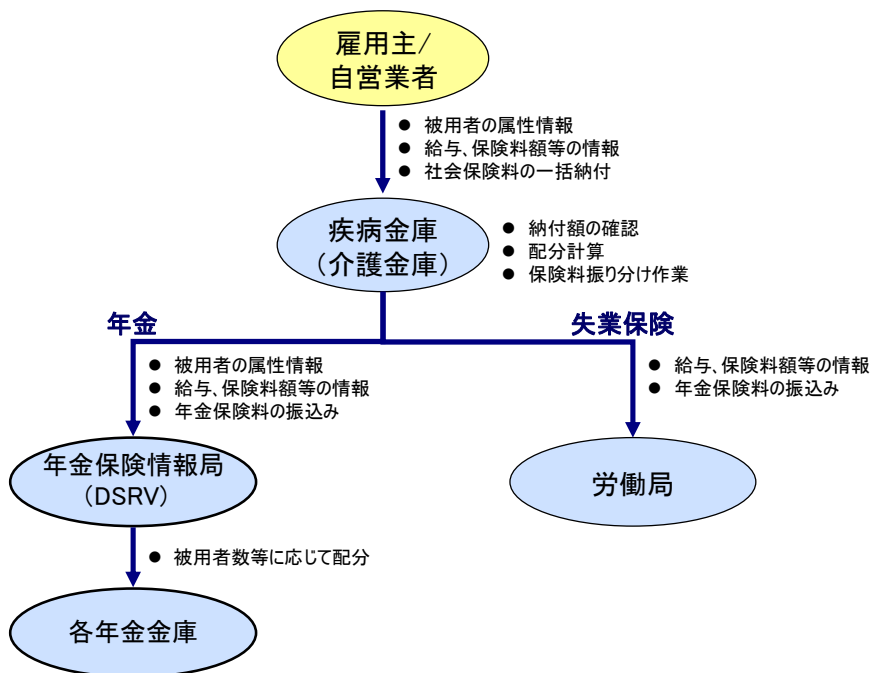 雇用主/
自営業者
● 被用者の属性情報
● 給与、保険料額等の情報
● 社会保険料の一括納付
疾病金庫
(介護金庫)
● 納付額の確認
● 配分計算
● 保険料振り分け作業
年金
失業保険
● 被用者の属性情報
● 給与、保険料額等の情報
● 年金保険料の振込み
● 給与、保険料額等の情報
● 年金保険料の振込み
年金保険情報局
(DSRV)
労働局
● 被用者数等に応じて配分
各年金金庫